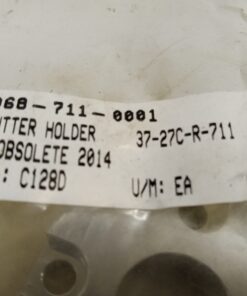 068-711-0001
UTTER HOLDER 37-27C-R-711
OBSOLETE 2014
: C128D U/M: EA